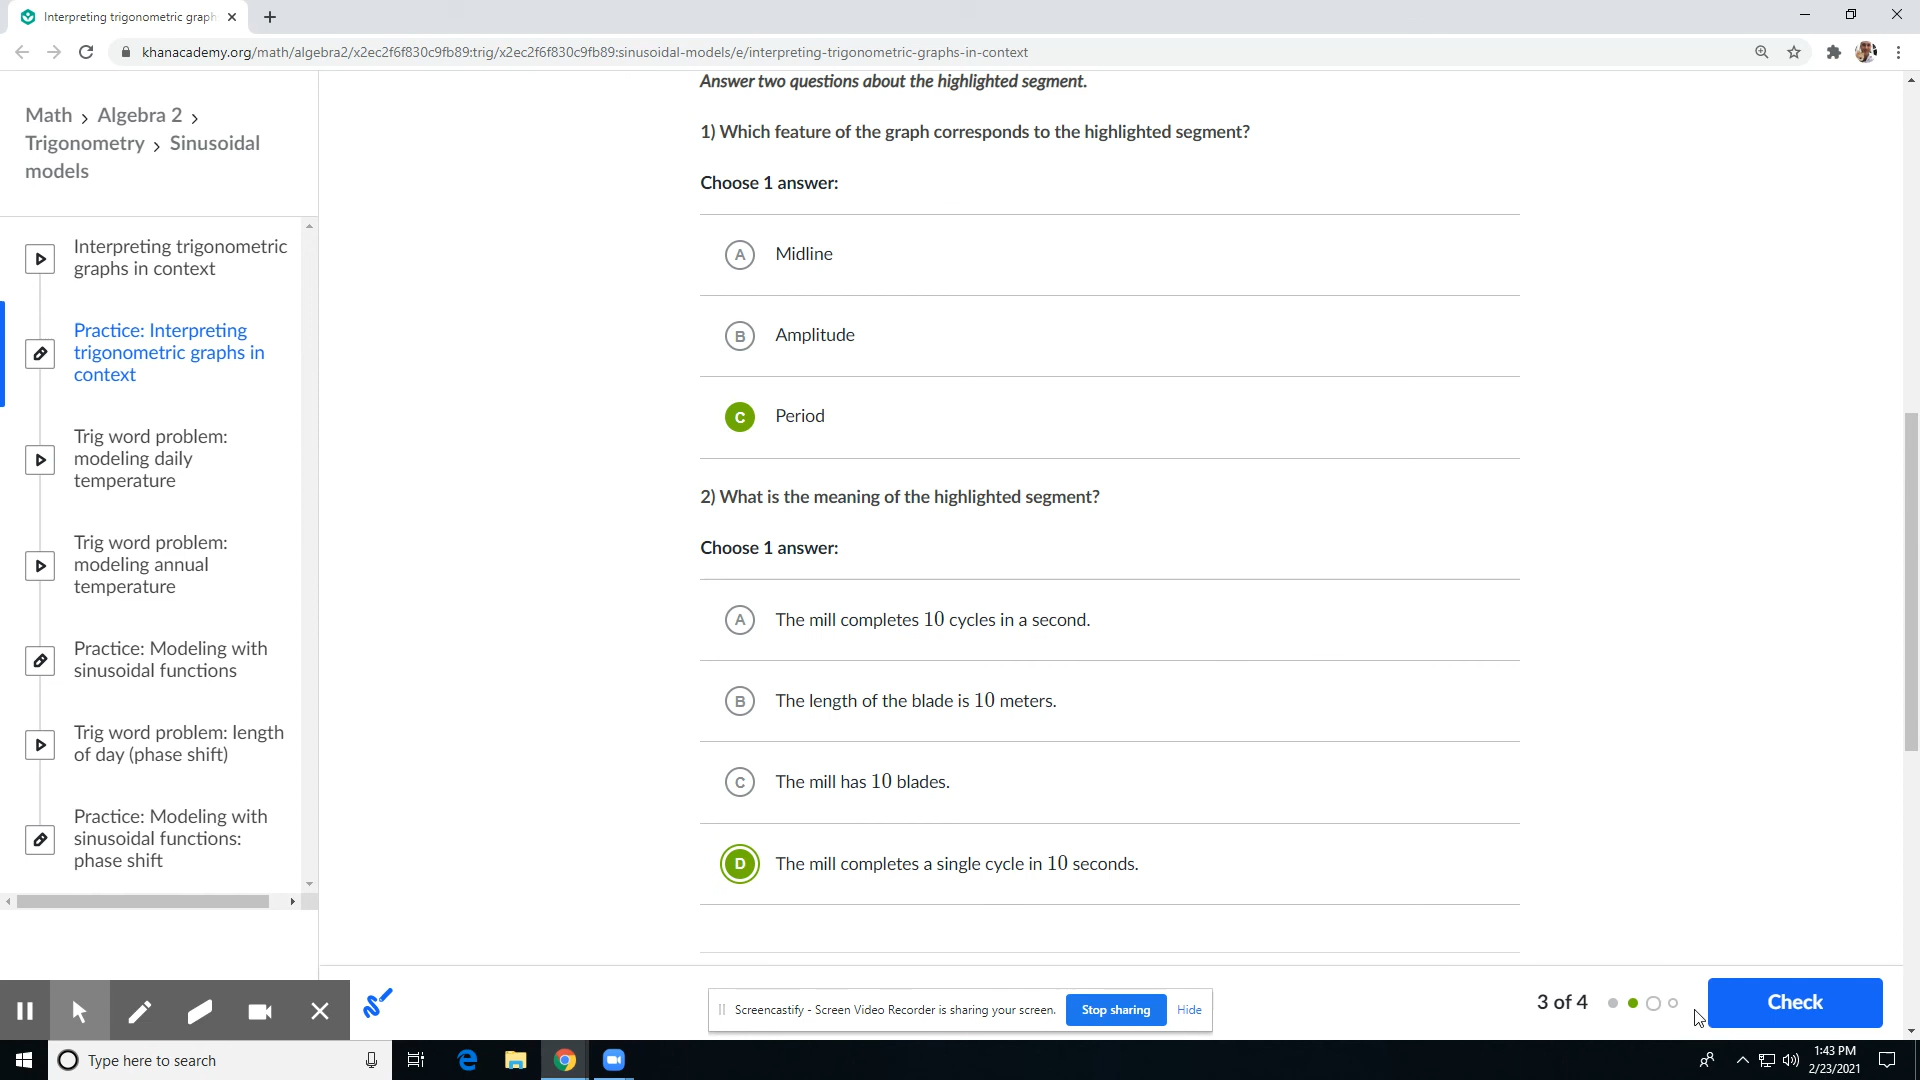 Interpreting trigonometric graph
khanacademy.org/math/algebra2/x2ec2f6f830c9fb89:trig/x2ec2f6f830c9fb89:sinusoidal-models/e/interpreting-trigonometric-graphs-in-context
Math > Algebra 2 >
Trigonometry > Sinusoidal
models
Interpreting trigonometric
graphs in context
Practice: Interpreting
trigonometric graphs in
context
Trig word problem:
modeling daily
temperature
Trig word problem:
modeling annual
temperature
Practice: Modeling with
sinusoidal functions
Trig word problem: length
of day (phase shift)
Practice: Modeling with
sinusoidal functions:
phase shift
Answer two questions about the highlighted segment.
1) Which feature of the graph corresponds to the highlighted segment?
Choose 1 answer:
A Midline
B Amplitude
C Period
2) What is the meaning of the highlighted segment?
Choose 1 answer:
A The mill completes 10 cycles in a second.
B The length of the blade is 10 meters.
C The mill has 10 blades.
D The mill completes a single cycle in 10 seconds.
Screencastify - Screen Video Recorder is sharing your screen. Stop sharing Hide
3 of 4
Check
Type here to search
1:43 PM
2/23/2021